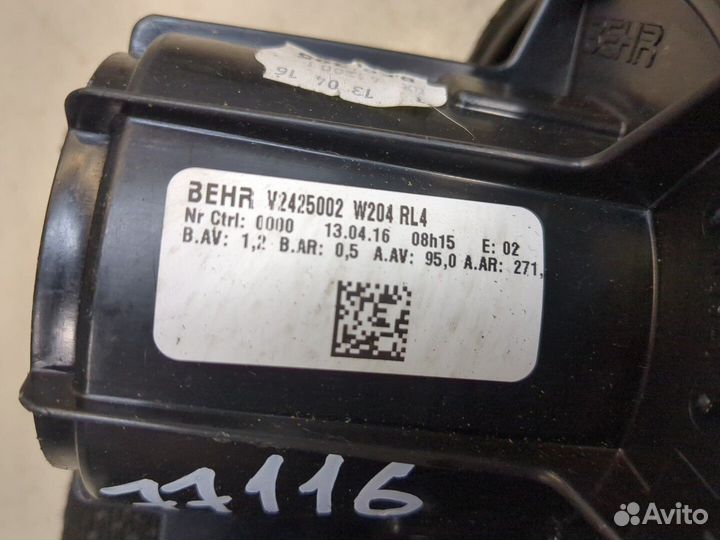 BEHR
13 04 16
BEHR V2425002 W204 RL4
Nr Ctrl: 0000 13.04.16 08h15 E: 02
B.AV: 1,2 B.AR: 0,5 A.AV: 95,0 A.AR: 271,
11116
Avito